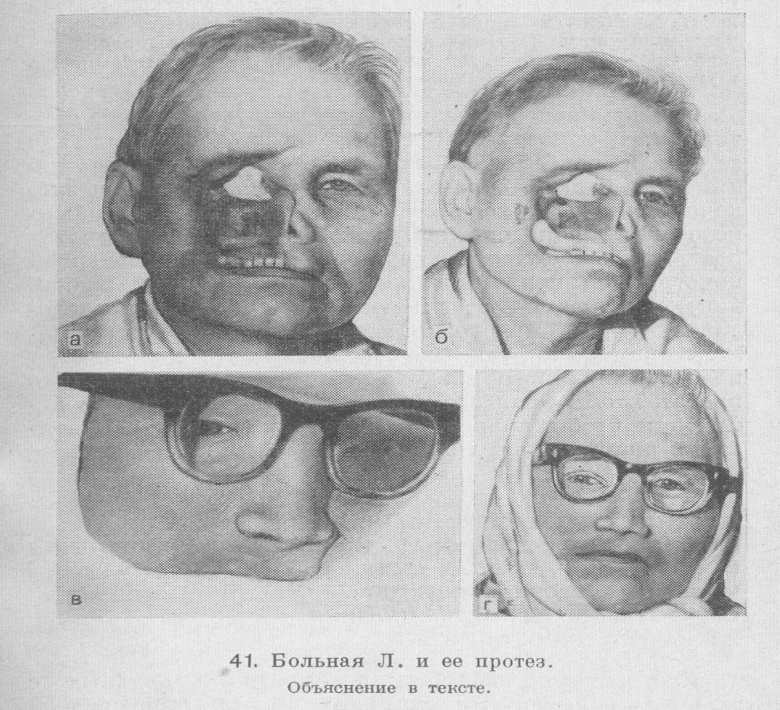 а
б
в
г
41. Больная Л. и ее протез.
Объяснение в тексте.